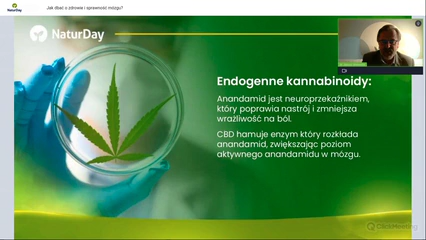 NaturDay
Jak dbać o zdrowie i sprawność mózgu?
NaturDay
Endogenne kannabinoidy:
Anandamid jest neuroprzekaźnikiem,
który poprawia nastrój i zmniejsza
wrażliwość na ból.
CBD hamuje enzym który rozkłada
anandamid, zwiększając poziom
aktywnego anandamidu w mózgu.
ClickMeeting